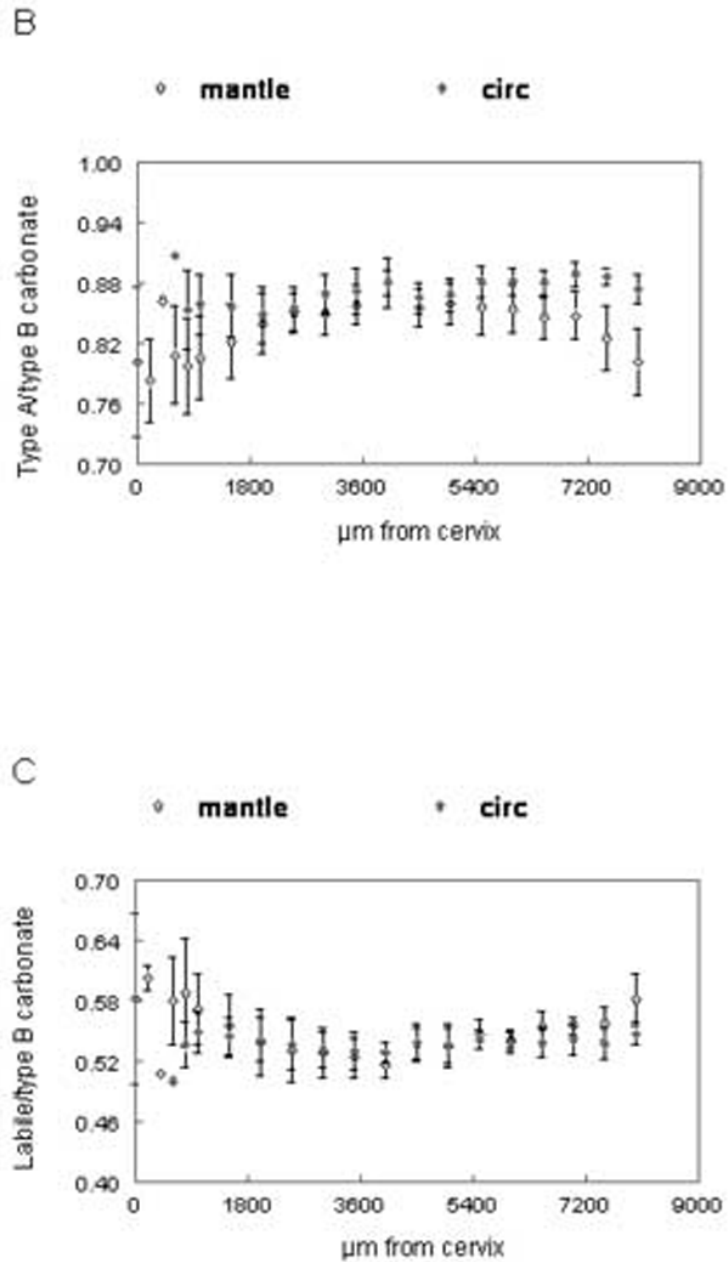 B
mantle circ
Type A/type B carbonate
1.00
0.94
0.88
0.82
0.76
0.70
0 1800 3600 5400 7200 9000
µm from cervix
C
mantle circ
Labile/type B carbonate
0.70
0.64
0.58
0.52
0.46
0.40
0 1800 3600 5400 7200 9000
µm from cervix